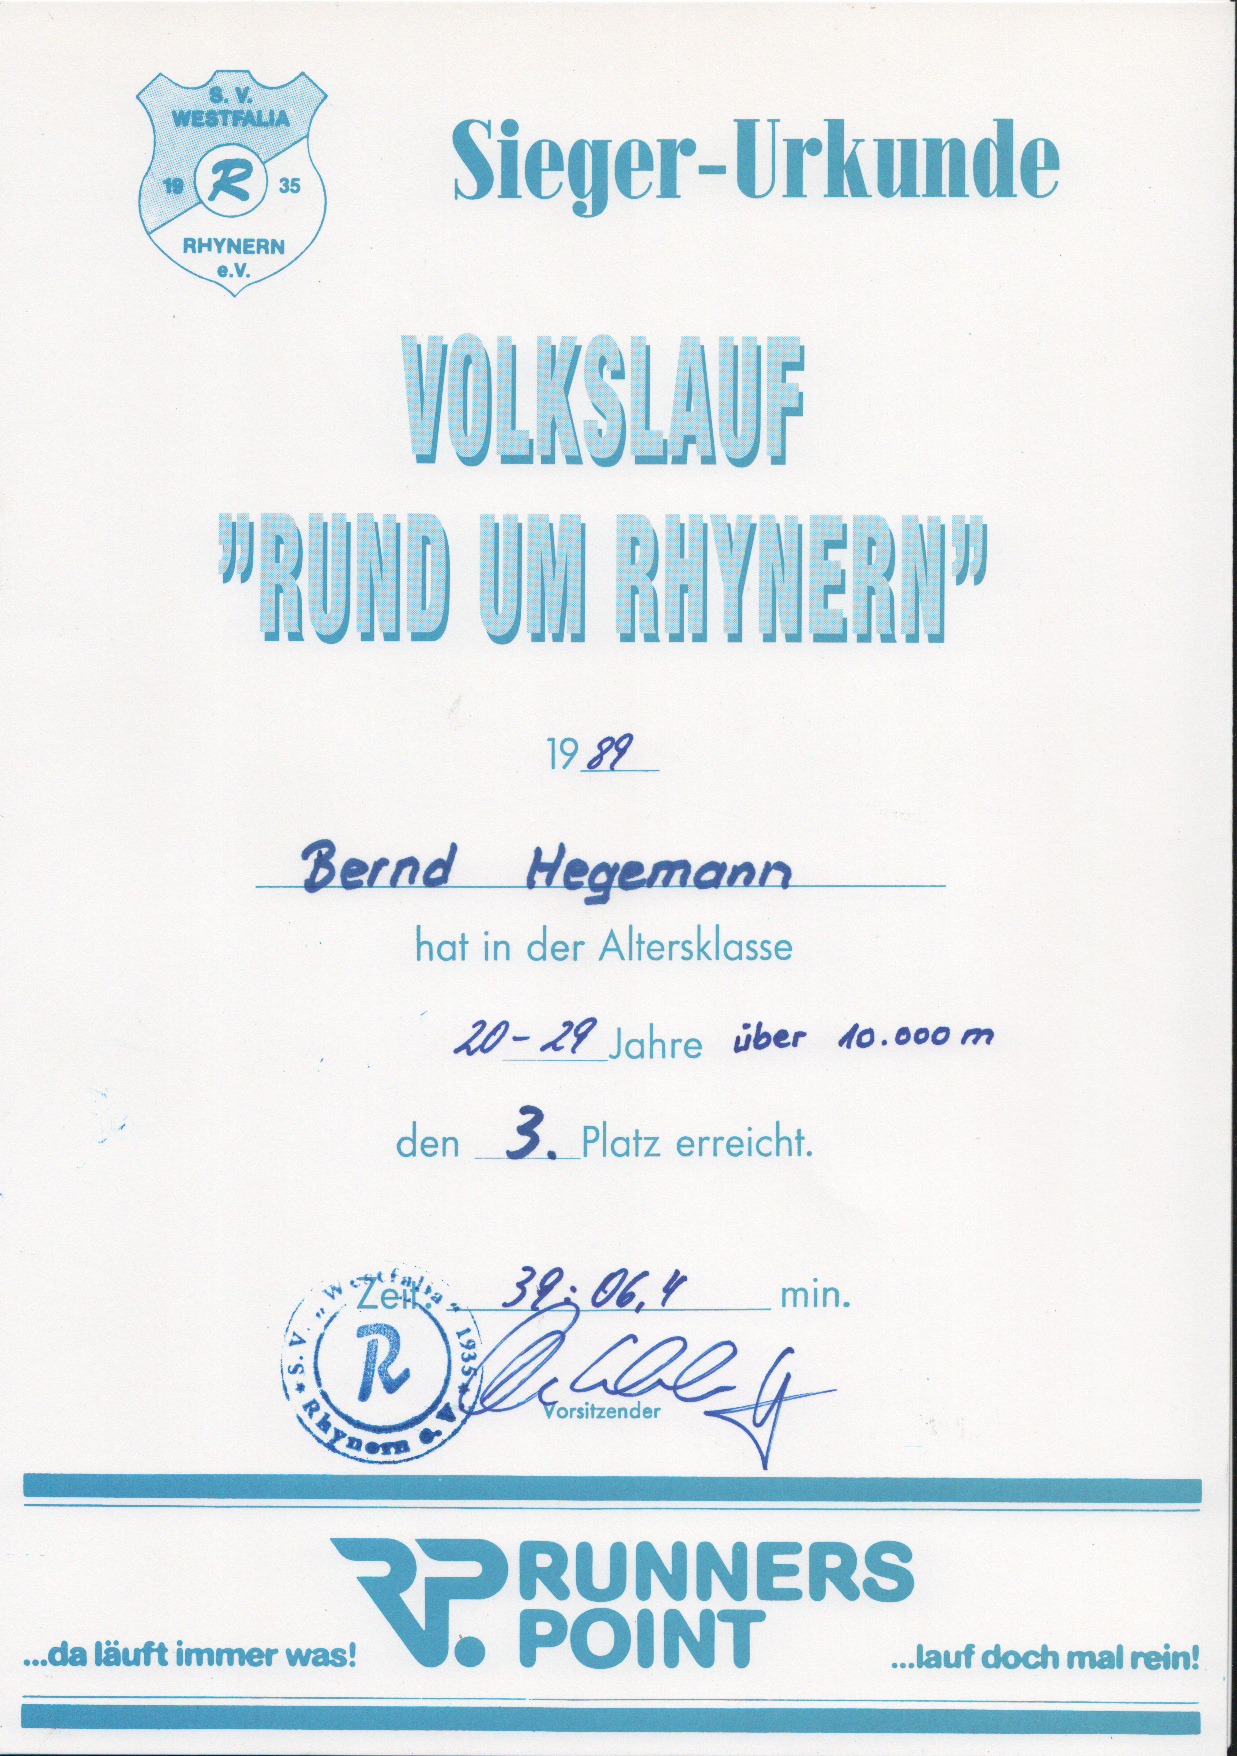 S. V.
WESTFALIA
19 R 35
RHYNERN
e.V.
Sieger-Urkunde
VOLKSLAUF
"RUND UM RHYNERN"
1989
Bernd Hegemann
hat in der Altersklasse
20-29 Jahre über 10.000 m
den 3. Platz erreicht.
Zeit: 39:06,4 min.
S.V. „Westfalia“ 1935
R
Rhynern e.V.
Vorsitzender
RP. RUNNERS
POINT
...da läuft immer was!
...lauf doch mal rein!